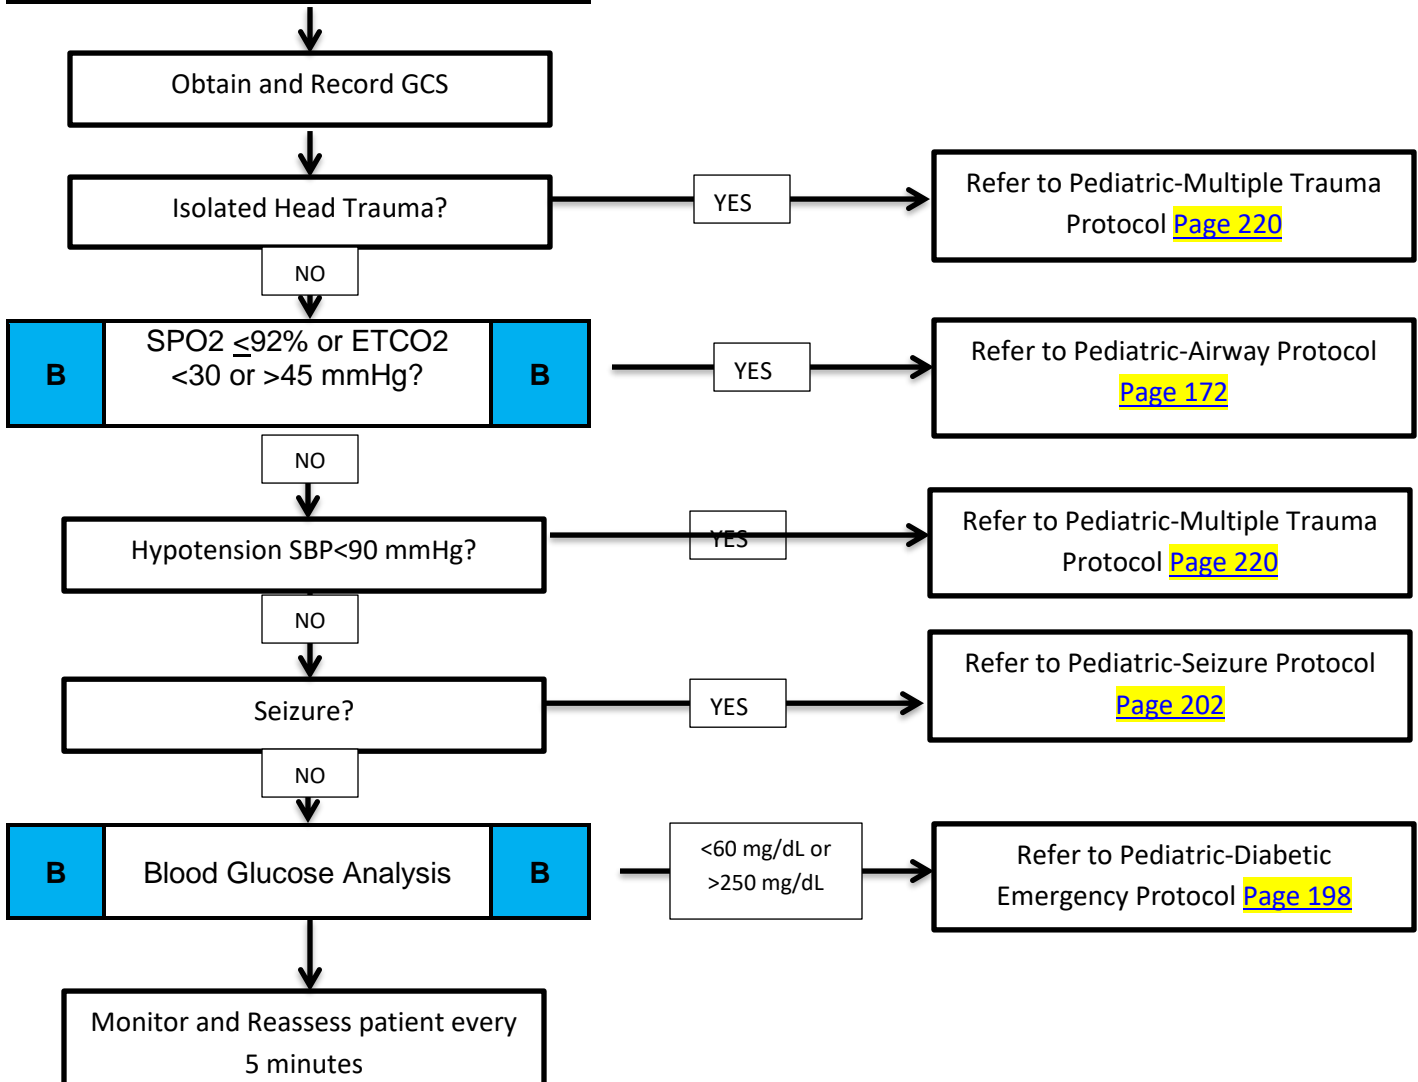 Obtain and Record GCS
Isolated Head Trauma?
YES
Refer to Pediatric-Multiple Trauma
Protocol Page 220
NO
B
SPO2 <92% or ETCO2
<30 or >45 mmHg?
B
YES
Refer to Pediatric-Airway Protocol
Page 172
NO
Hypotension SBP<90 mmHg?
YES
Refer to Pediatric-Multiple Trauma
Protocol Page 220
NO
Seizure?
YES
Refer to Pediatric-Seizure Protocol
Page 202
NO
B
Blood Glucose Analysis
B
<60 mg/dL or
>250 mg/dL
Refer to Pediatric-Diabetic
Emergency Protocol Page 198
Monitor and Reassess patient every
5 minutes